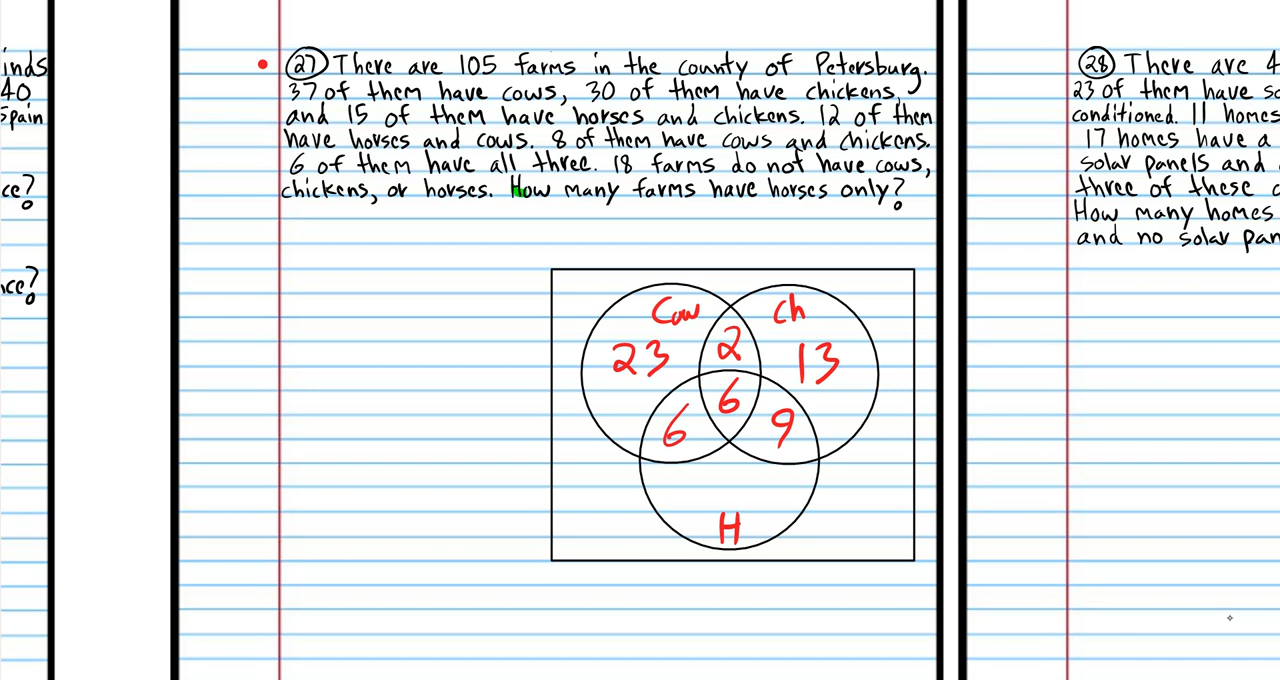 inds
40
Spain
ce?
nce?
27 There are 105 farms in the county of Petersburg.
37 of them have cows, 30 of them have chickens,
and 15 of them have horses and chickens. 12 of them
have horses and cows. 8 of them have cows and chickens.
6 of them have all three. 18 farms do not have cows,
chickens, or horses. How many farms have horses only?
Cow Ch
23 2 13
6
6 9
H
28 There are 4
23 of them have so
conditioned. 11 homes
17 homes have a
solar panels and
three of these
How many homes
and no solar pan